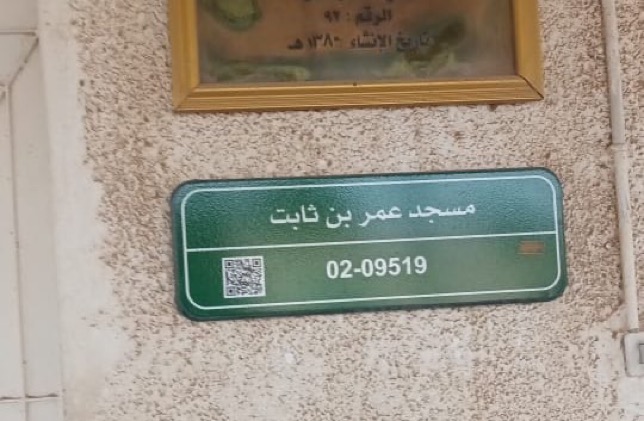 الرقم : ٩٢
تاريخ الإنشاء ١٣٨٠ هـ
مسجد عمر بن ثابت
02-09519